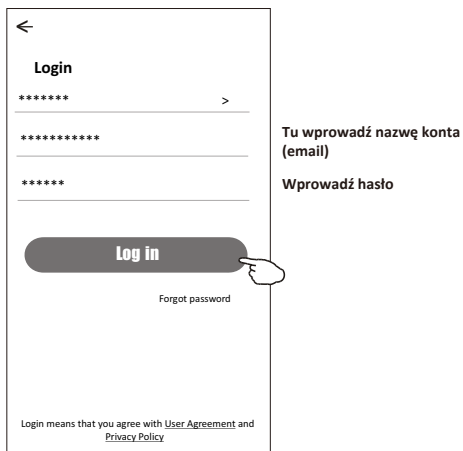 Login
******* >
***********
Tu wprowadź nazwę konta
(email)
******
Wprowadź hasło
Log in
Forgot password
Login means that you agree with User Agreement and
Privacy Policy